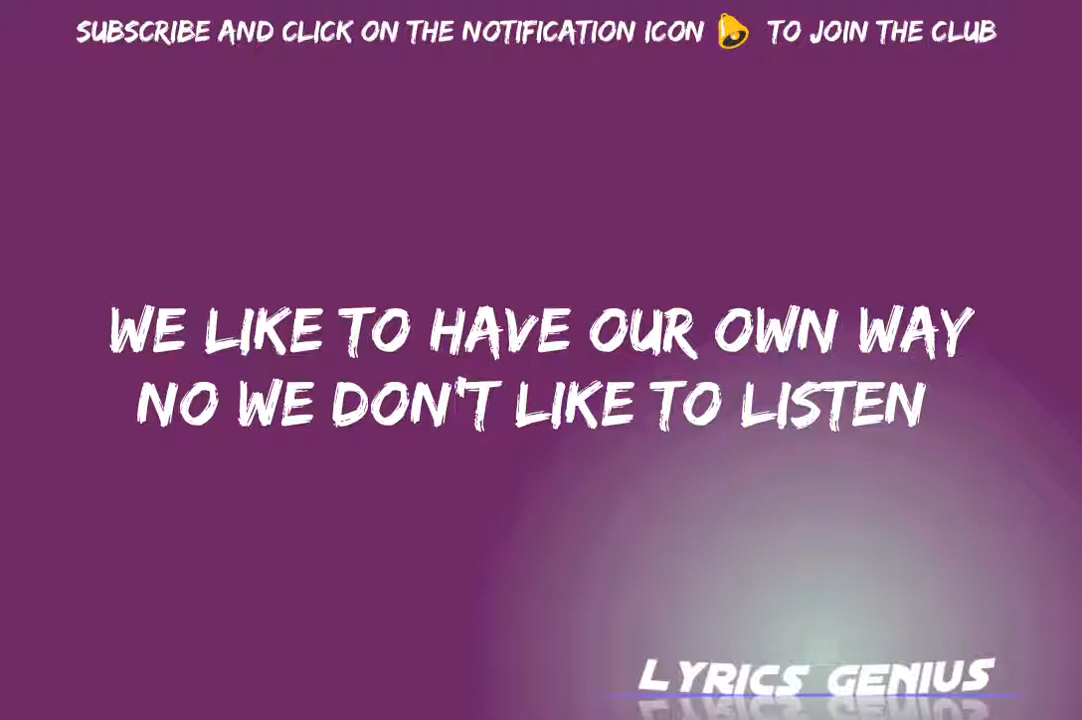 SUBSCRIBE AND CLICK ON THE NOTIFICATION ICON 🔔 TO JOIN THE CLUB
WE LIKE TO HAVE OUR OWN WAY
NO WE DON'T LIKE TO LISTEN
LYRICS GENIUS